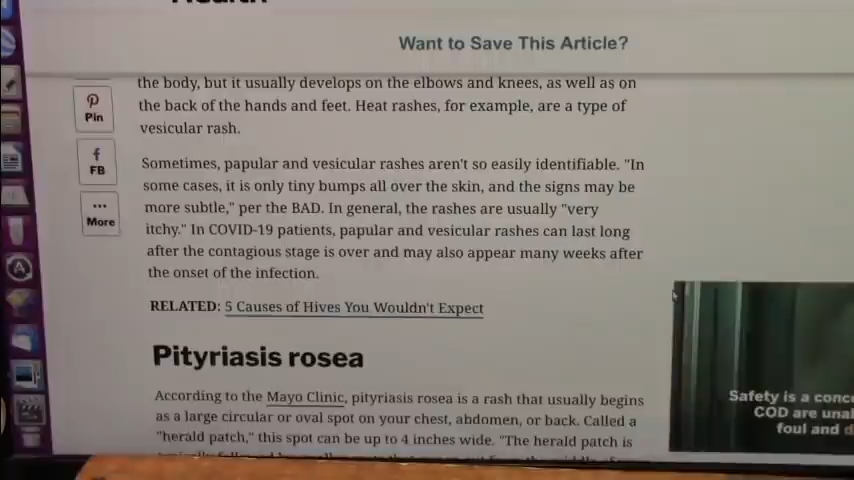 Health
Want to Save This Article?
the body, but it usually develops on the elbows and knees, as well as on
the back of the hands and feet. Heat rashes, for example, are a type of
vesicular rash.
Pin
FB
More
Sometimes, papular and vesicular rashes aren't so easily identifiable. "In
some cases, it is only tiny bumps all over the skin, and the signs may be
more subtle," per the BAD. In general, the rashes are usually "very
itchy." In COVID-19 patients, papular and vesicular rashes can last long
after the contagious stage is over and may also appear many weeks after
the onset of the infection.
RELATED: 5 Causes of Hives You Wouldn't Expect
Pityriasis rosea
According to the Mayo Clinic, pityriasis rosea is a rash that usually begins
as a large circular or oval spot on your chest, abdomen, or back. Called a
"herald patch," this spot can be up to 4 inches wide. "The herald patch is
Safety is a
COD are
foul and